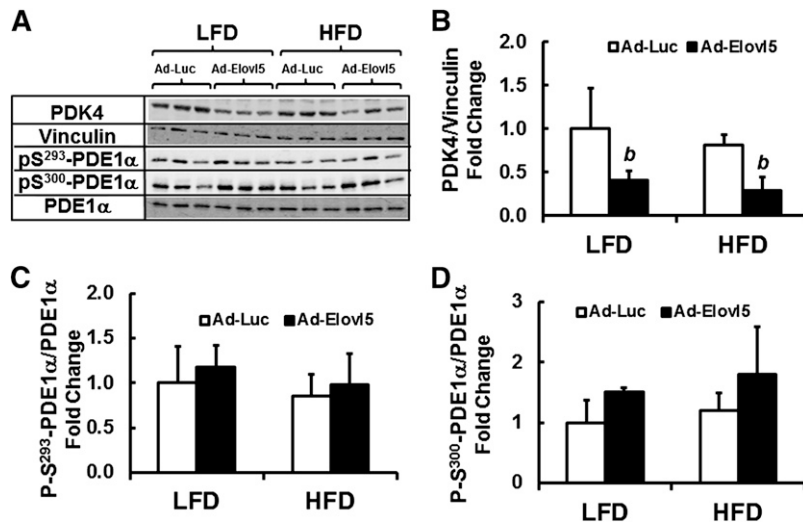 A
LFD HFD
Ad-Luc Ad-Elovl5 Ad-Luc Ad-Elovl5
PDK4
Vinculin
pS²⁹³-PDE1α
pS³⁰⁰-PDE1α
PDE1α
B
PDK4/Vinculin
Fold Change
2.0
1.5
1.0
0.5
0.0
Ad-Luc Ad-Elovl5
b b
LFD HFD
C
P-S²⁹³-PDE1α/PDE1α
Fold Change
2.0
1.5
1.0
0.5
0.0
Ad-Luc Ad-Elovl5
LFD HFD
D
P-S³⁰⁰-PDE1α/PDE1α
Fold Change
3
2
1
0
Ad-Luc Ad-Elovl5
LFD HFD